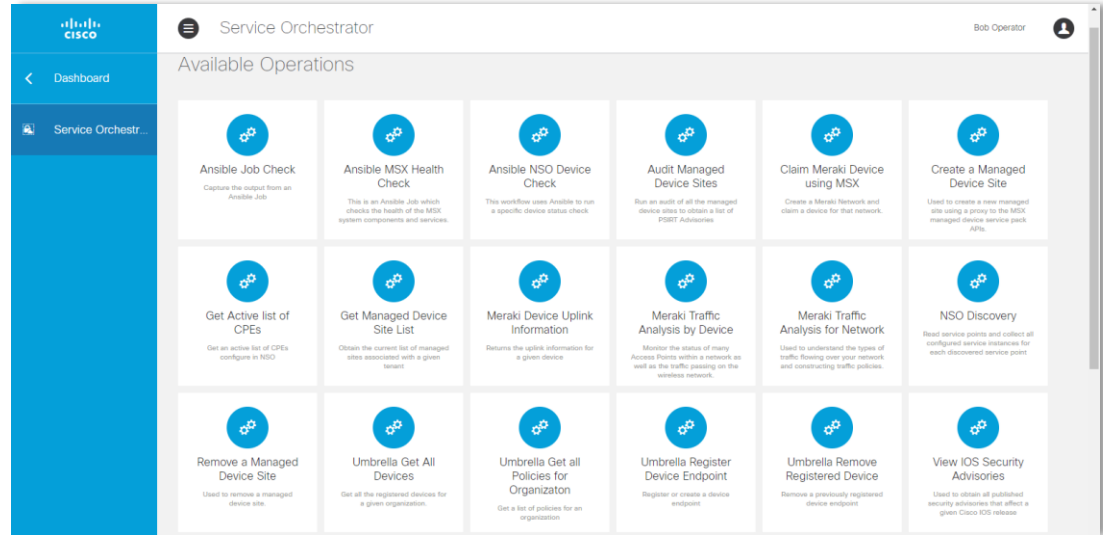 CISCO
Service Orchestrator
Bob Operator
Dashboard
Service Orchestr...
Available Operations
Ansible Job Check
Capture the output from an
Ansible Job
Ansible MSX Health
Check
This is an Ansible Job which
checks the health of the MSX
system components and services.
Ansible NSO Device
Check
This workflow uses Ansible to run
a specific device status check
Audit Managed
Device Sites
Run an audit of all the managed
device sites to obtain a list of
PSIRT Advisories
Claim Meraki Device
using MSX
Create a Meraki Network and
claim a device for that network.
Create a Managed
Device Site
Used to create a new managed
site using a proxy to the MSX
managed device service pack
APIs
Get Active list of
CPEs
Get an active list of CPEs
configure in NSO
Get Managed Device
Site List
Obtain the current list of managed
sites associated with a given
tenant
Meraki Device Uplink
Information
Returns the uplink information for
a given device
Meraki Traffic
Analysis by Device
Monitor the status of many
Access Points within a network as
well as the traffic passing on the
wireless network.
Meraki Traffic
Analysis for Network
Used to understand the types of
traffic flowing over your network
and constructing traffic policies.
NSO Discovery
Read service points and collect all
configured service instances for
each discovered service point
Remove a Managed
Device Site
Used to remove a managed
device site.
Umbrella Get All
Devices
Get all the registered devices for
a given organization.
Umbrella Get all
Policies for
Organizaton
Get a list of policies for an
organization
Umbrella Register
Device Endpoint
Register or create a device
endpoint
Umbrella Remove
Registered Device
Remove a previously registered
device endpoint
View IOS Security
Advisories
Used to obtain all published
security advisories that affect a
given Cisco IOS release